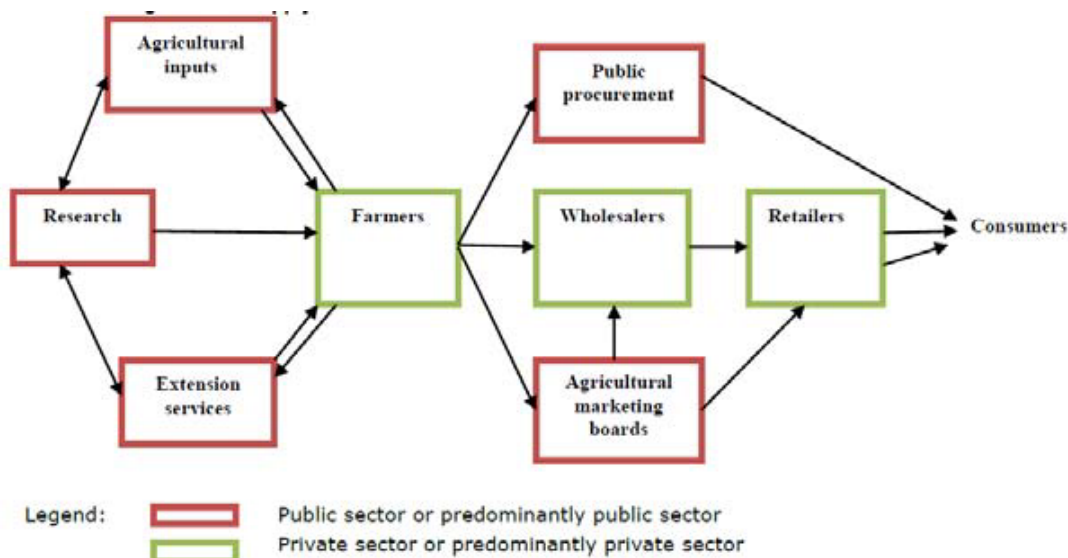 Agricultural
inputs
Public
procurement
Research
Farmers
Wholesalers
Retailers
Consumers
Extension
services
Agricultural
marketing
boards
Legend:
Public sector or predominantly public sector
Private sector or predominantly private sector